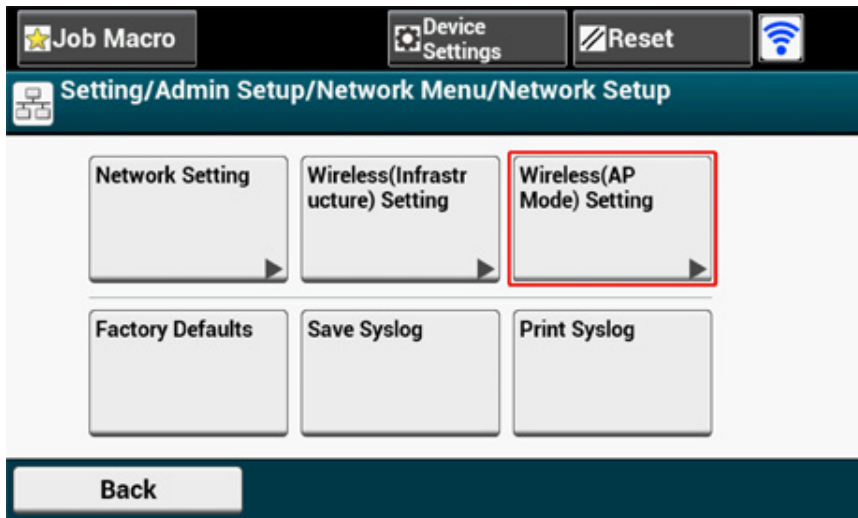 Job Macro
Device
Settings
Reset
Setting/Admin Setup/Network Menu/Network Setup
Network Setting
Wireless(Infrastr
ucture) Setting
Wireless(AP
Mode) Setting
Factory Defaults
Save Syslog
Print Syslog
Back